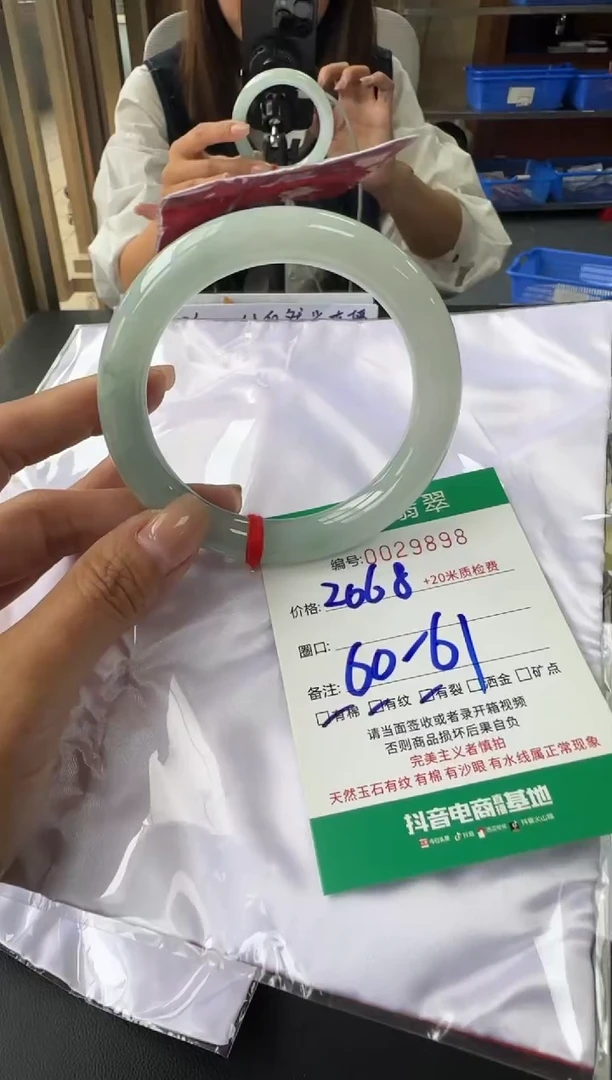 翡翠
编号:0029898
价格: 2668 +20米质检费
圈口:
60-61
备注:
有棉 有纹 有裂 洒金 矿点
请当面签收或者录开箱视频
否则商品损坏后果自负
完美主义者慎拍
天然玉石有纹 有棉 有沙眼 有水线属正常现象
抖音电商直播基地